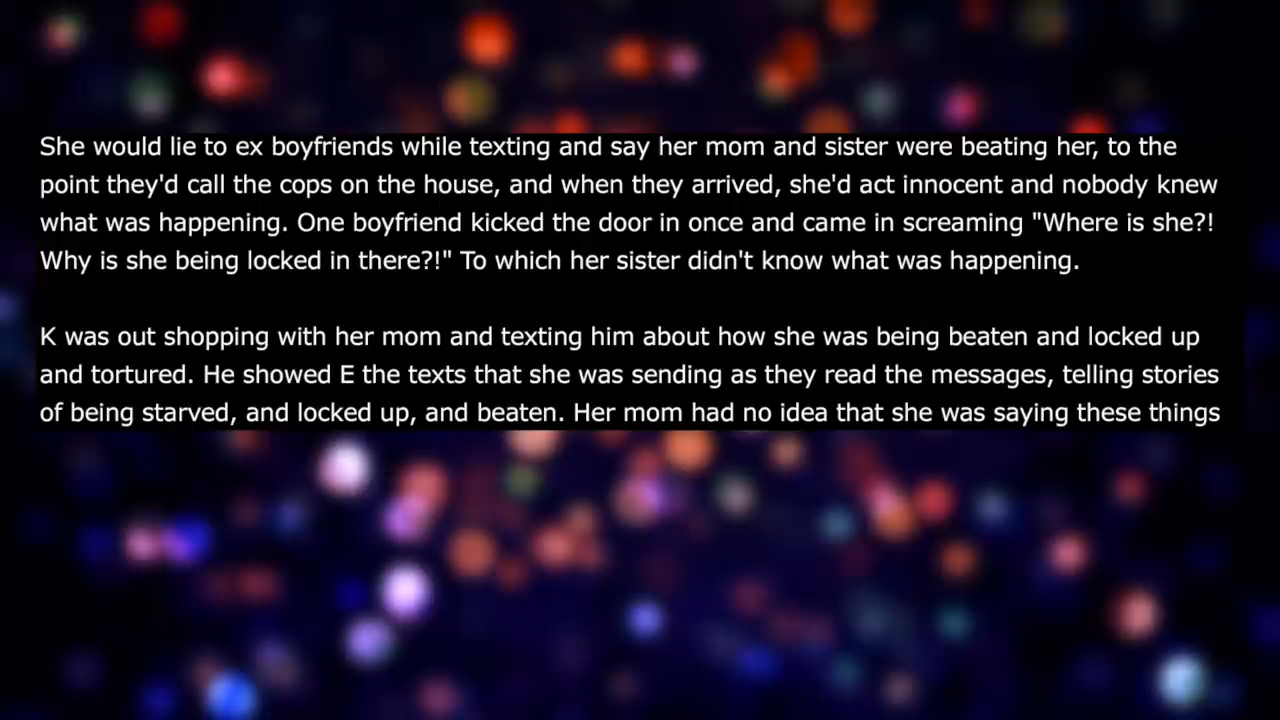 She would lie to ex boyfriends while texting and say her mom and sister were beating her, to the
point they'd call the cops on the house, and when they arrived, she'd act innocent and nobody knew
what was happening. One boyfriend kicked the door in once and came in screaming "Where is she?!
Why is she being locked in there?!" To which her sister didn't know what was happening.
K was out shopping with her mom and texting him about how she was being beaten and locked up
and tortured. He showed E the texts that she was sending as they read the messages, telling stories
of being starved, and locked up, and beaten. Her mom had no idea that she was saying these things